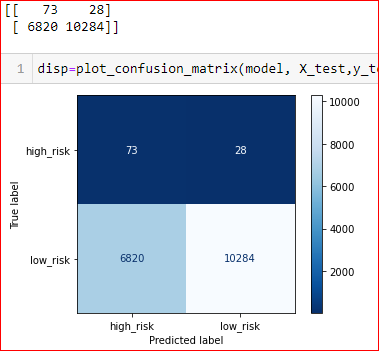 [[   73    28]
 [ 6820 10284]]
1 disp=plot_confusion_matrix(model, X_test,y_t
73 28
high_risk
6820 10284
low_risk
high_risk low_risk
Predicted label
True label
10000
8000
6000
4000
2000